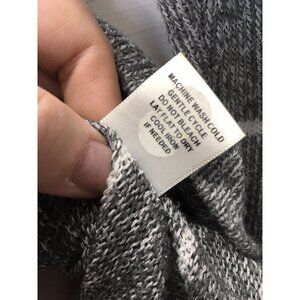 MACHINE WASH COLD
GENTLE CYCLE
DO NOT BLEACH
LAY FLAT TO DRY
COOL IRON
IF NEEDED